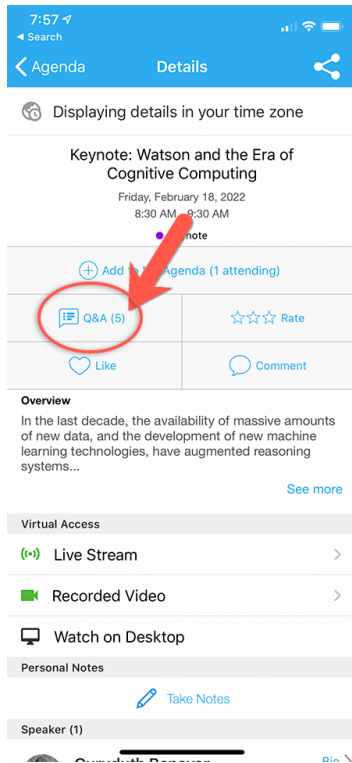 7:57
Search
Agenda
Details
Displaying details in your time zone
Keynote: Watson and the Era of
Cognitive Computing
Friday, February 18, 2022
8:30 AM 9:30 AM
Add to Agenda (1 attending)
Q&A (5)
Rate
Like
Comment
Overview
In the last decade, the availability of massive amounts
of new data, and the development of new machine
learning technologies, have augmented reasoning
systems...
See more
Virtual Access
Live Stream
Recorded Video
Watch on Desktop
Personal Notes
Take Notes
Speaker (1)
Bio